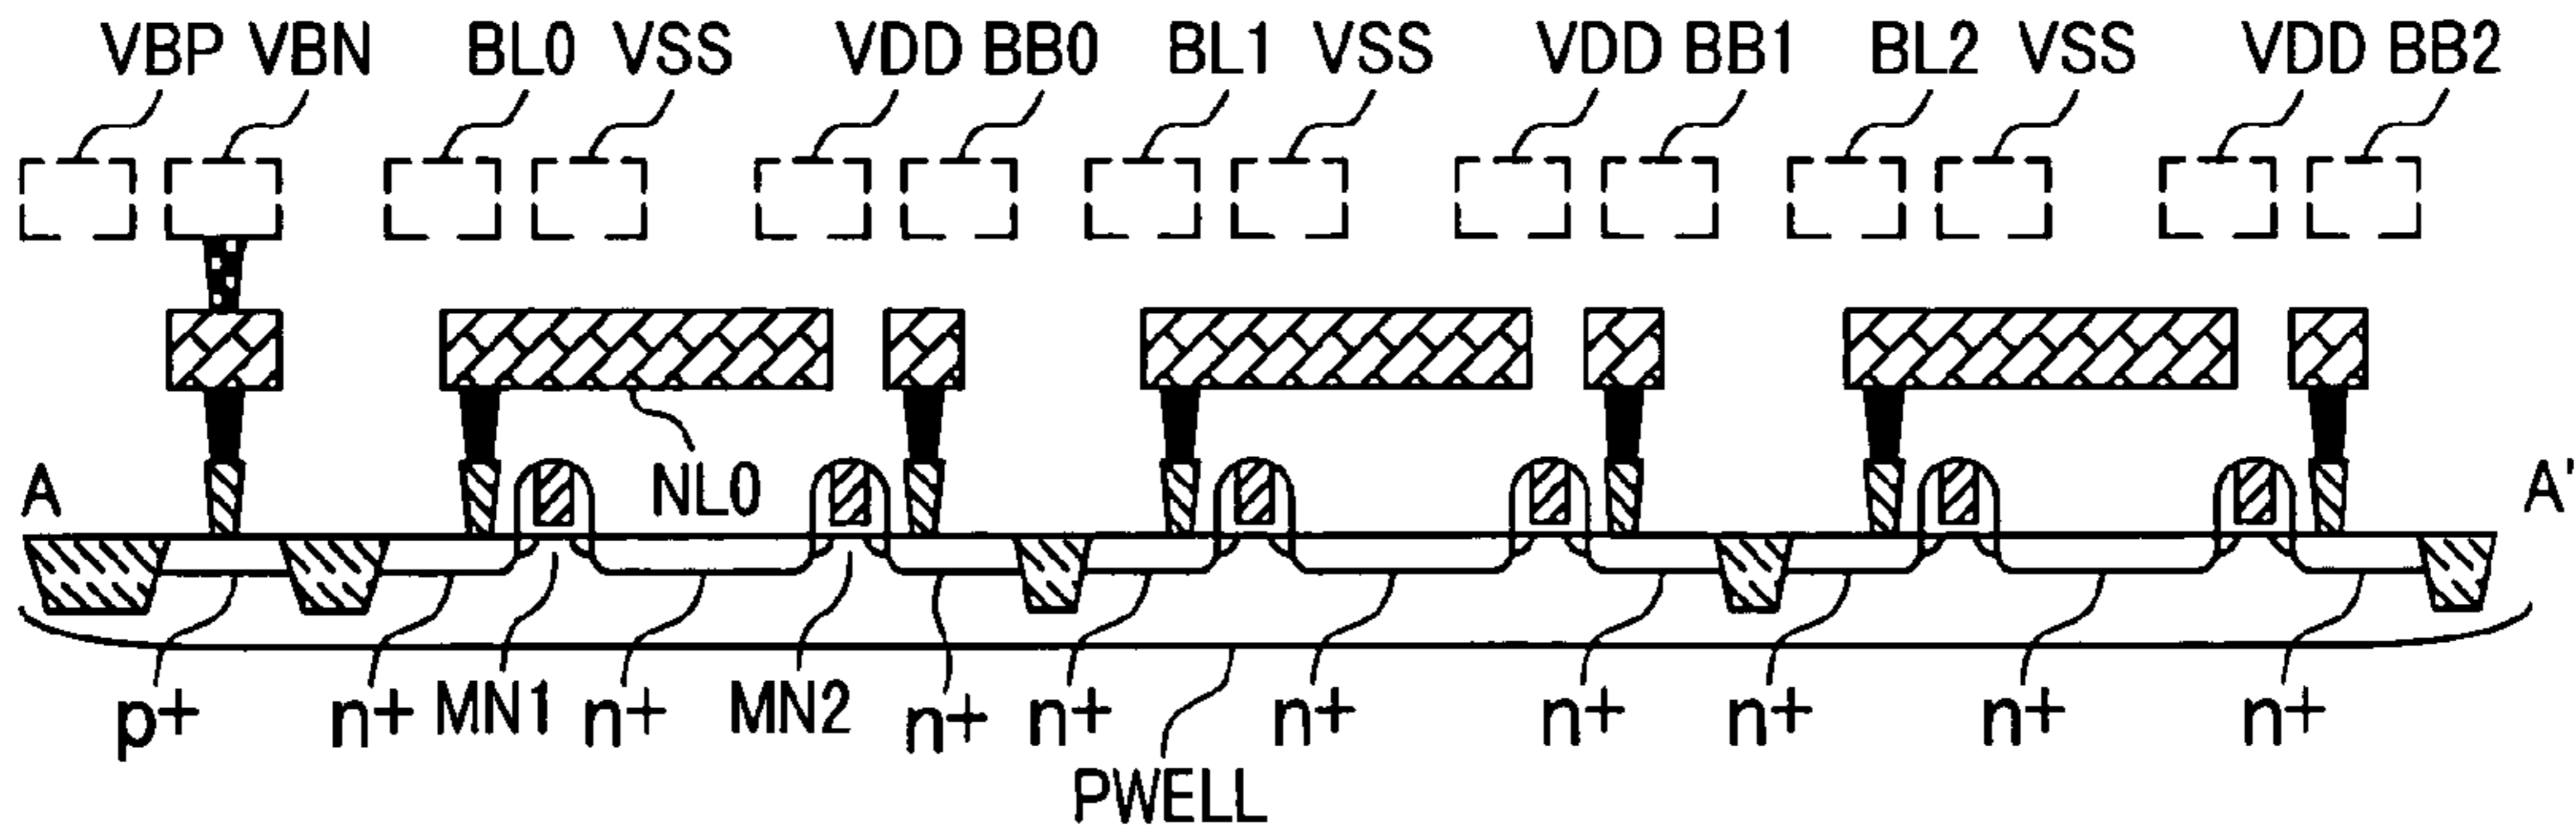 VBP VBN BL0 VSS VDD BB0 BL1 VSS VDD BB1 BL2 VSS VDD BB2
A NL0 A'
p+ n+ MN1 n+ MN2 n+ n+ n+ n+ n+ n+ n+
PWELL